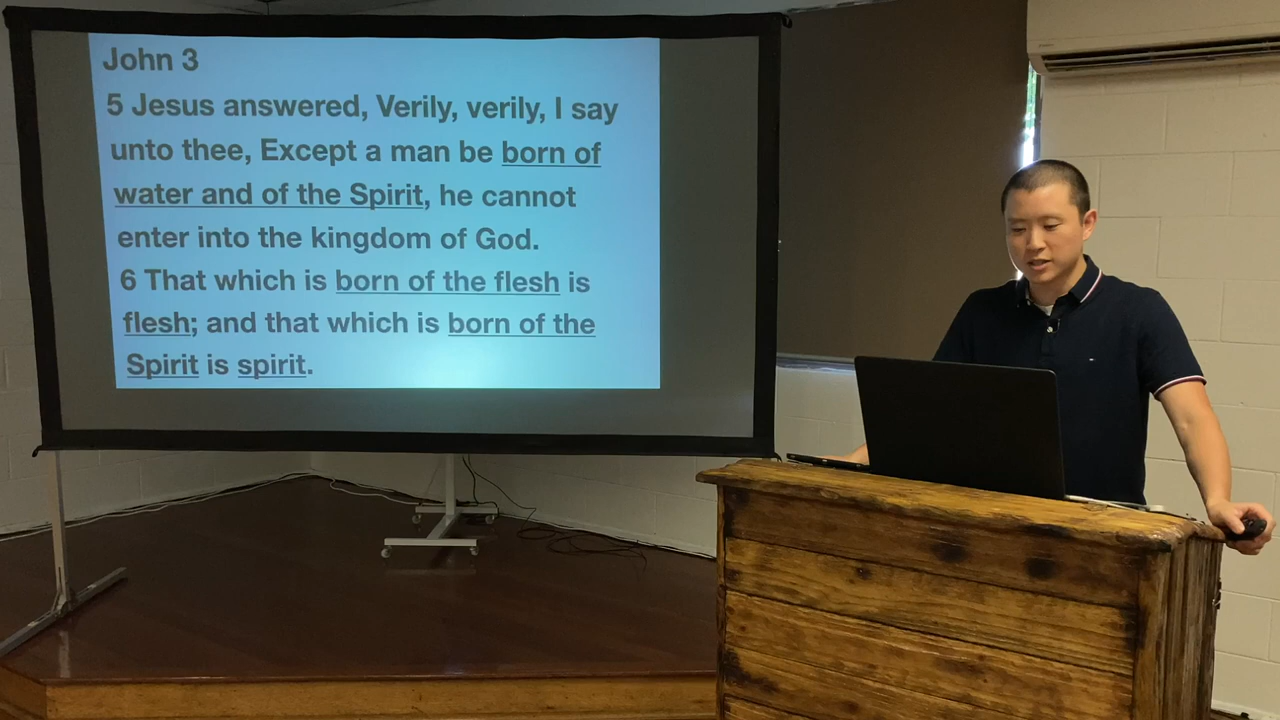 John 3
5 Jesus answered, Verily, verily, I say
unto thee, Except a man be born of
water and of the Spirit, he cannot
enter into the kingdom of God.
6 That which is born of the flesh is
flesh; and that which is born of the
Spirit is spirit.